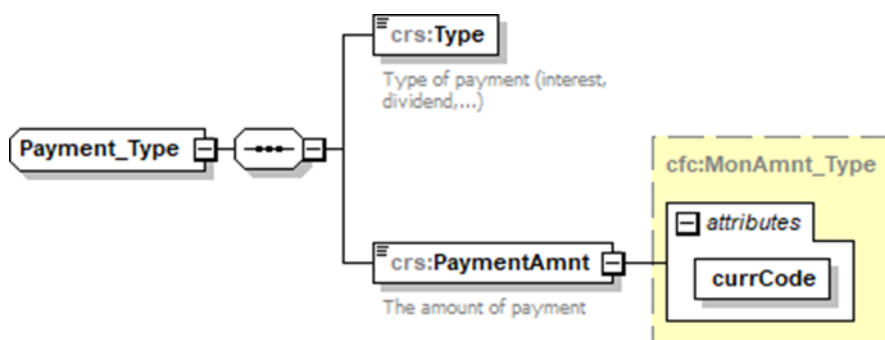 crs:Type
Type of payment (interest,
dividend,...)
Payment_Type
cfc:MonAmnt_Type
attributes
crs:PaymentAmnt
currCode
The amount of payment